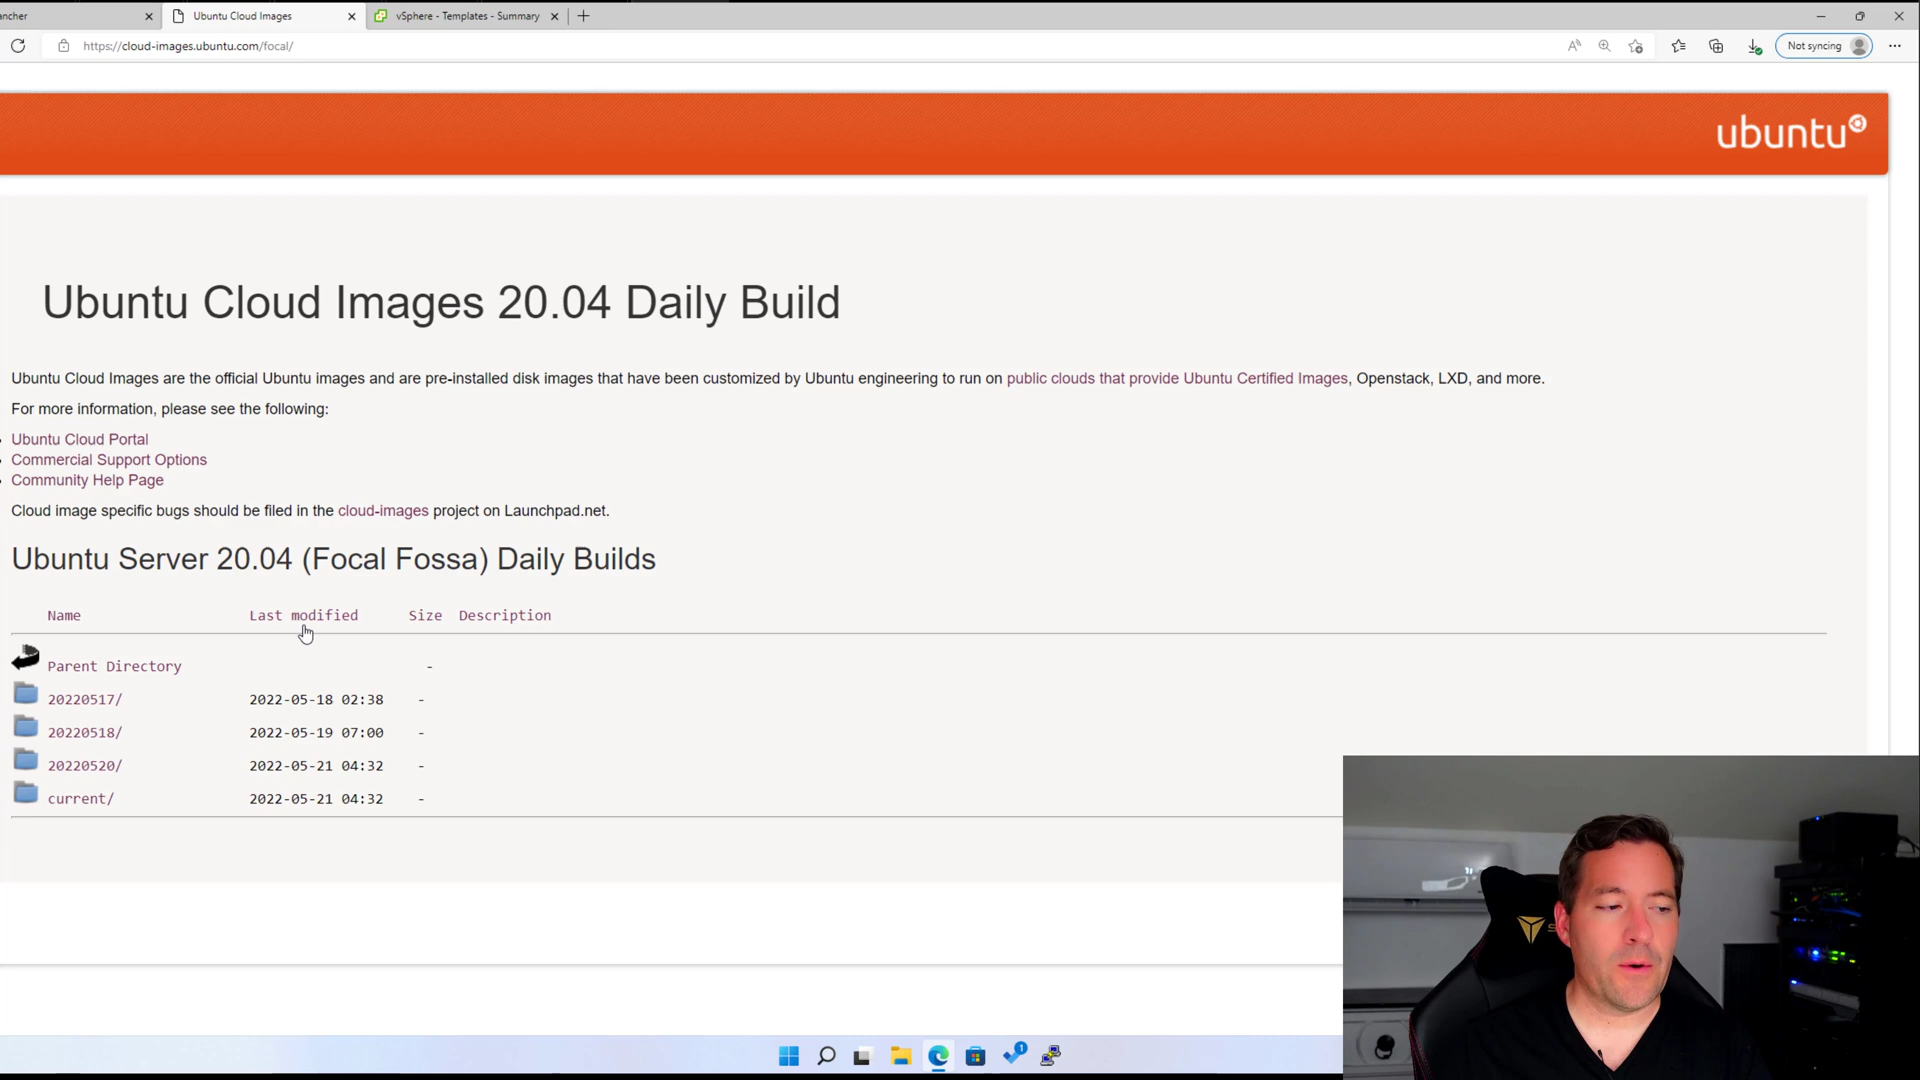 ancher
Ubuntu Cloud Images
vSphere - Templates - Summary
https://cloud-images.ubuntu.com/focal/
Not syncing
ubuntu
Ubuntu Cloud Images 20.04 Daily Build
Ubuntu Cloud Images are the official Ubuntu images and are pre-installed disk images that have been customized by Ubuntu engineering to run on public clouds that provide Ubuntu Certified Images, Openstack, LXD, and more.
For more information, please see the following:
Ubuntu Cloud Portal
Commercial Support Options
Community Help Page
Cloud image specific bugs should be filed in the cloud-images project on Launchpad.net.
Ubuntu Server 20.04 (Focal Fossa) Daily Builds
Name Last modified Size Description
Parent Directory -
20220517/ 2022-05-18 02:38 -
20220518/ 2022-05-19 07:00 -
20220520/ 2022-05-21 04:32 -
current/ 2022-05-21 04:32 -
1